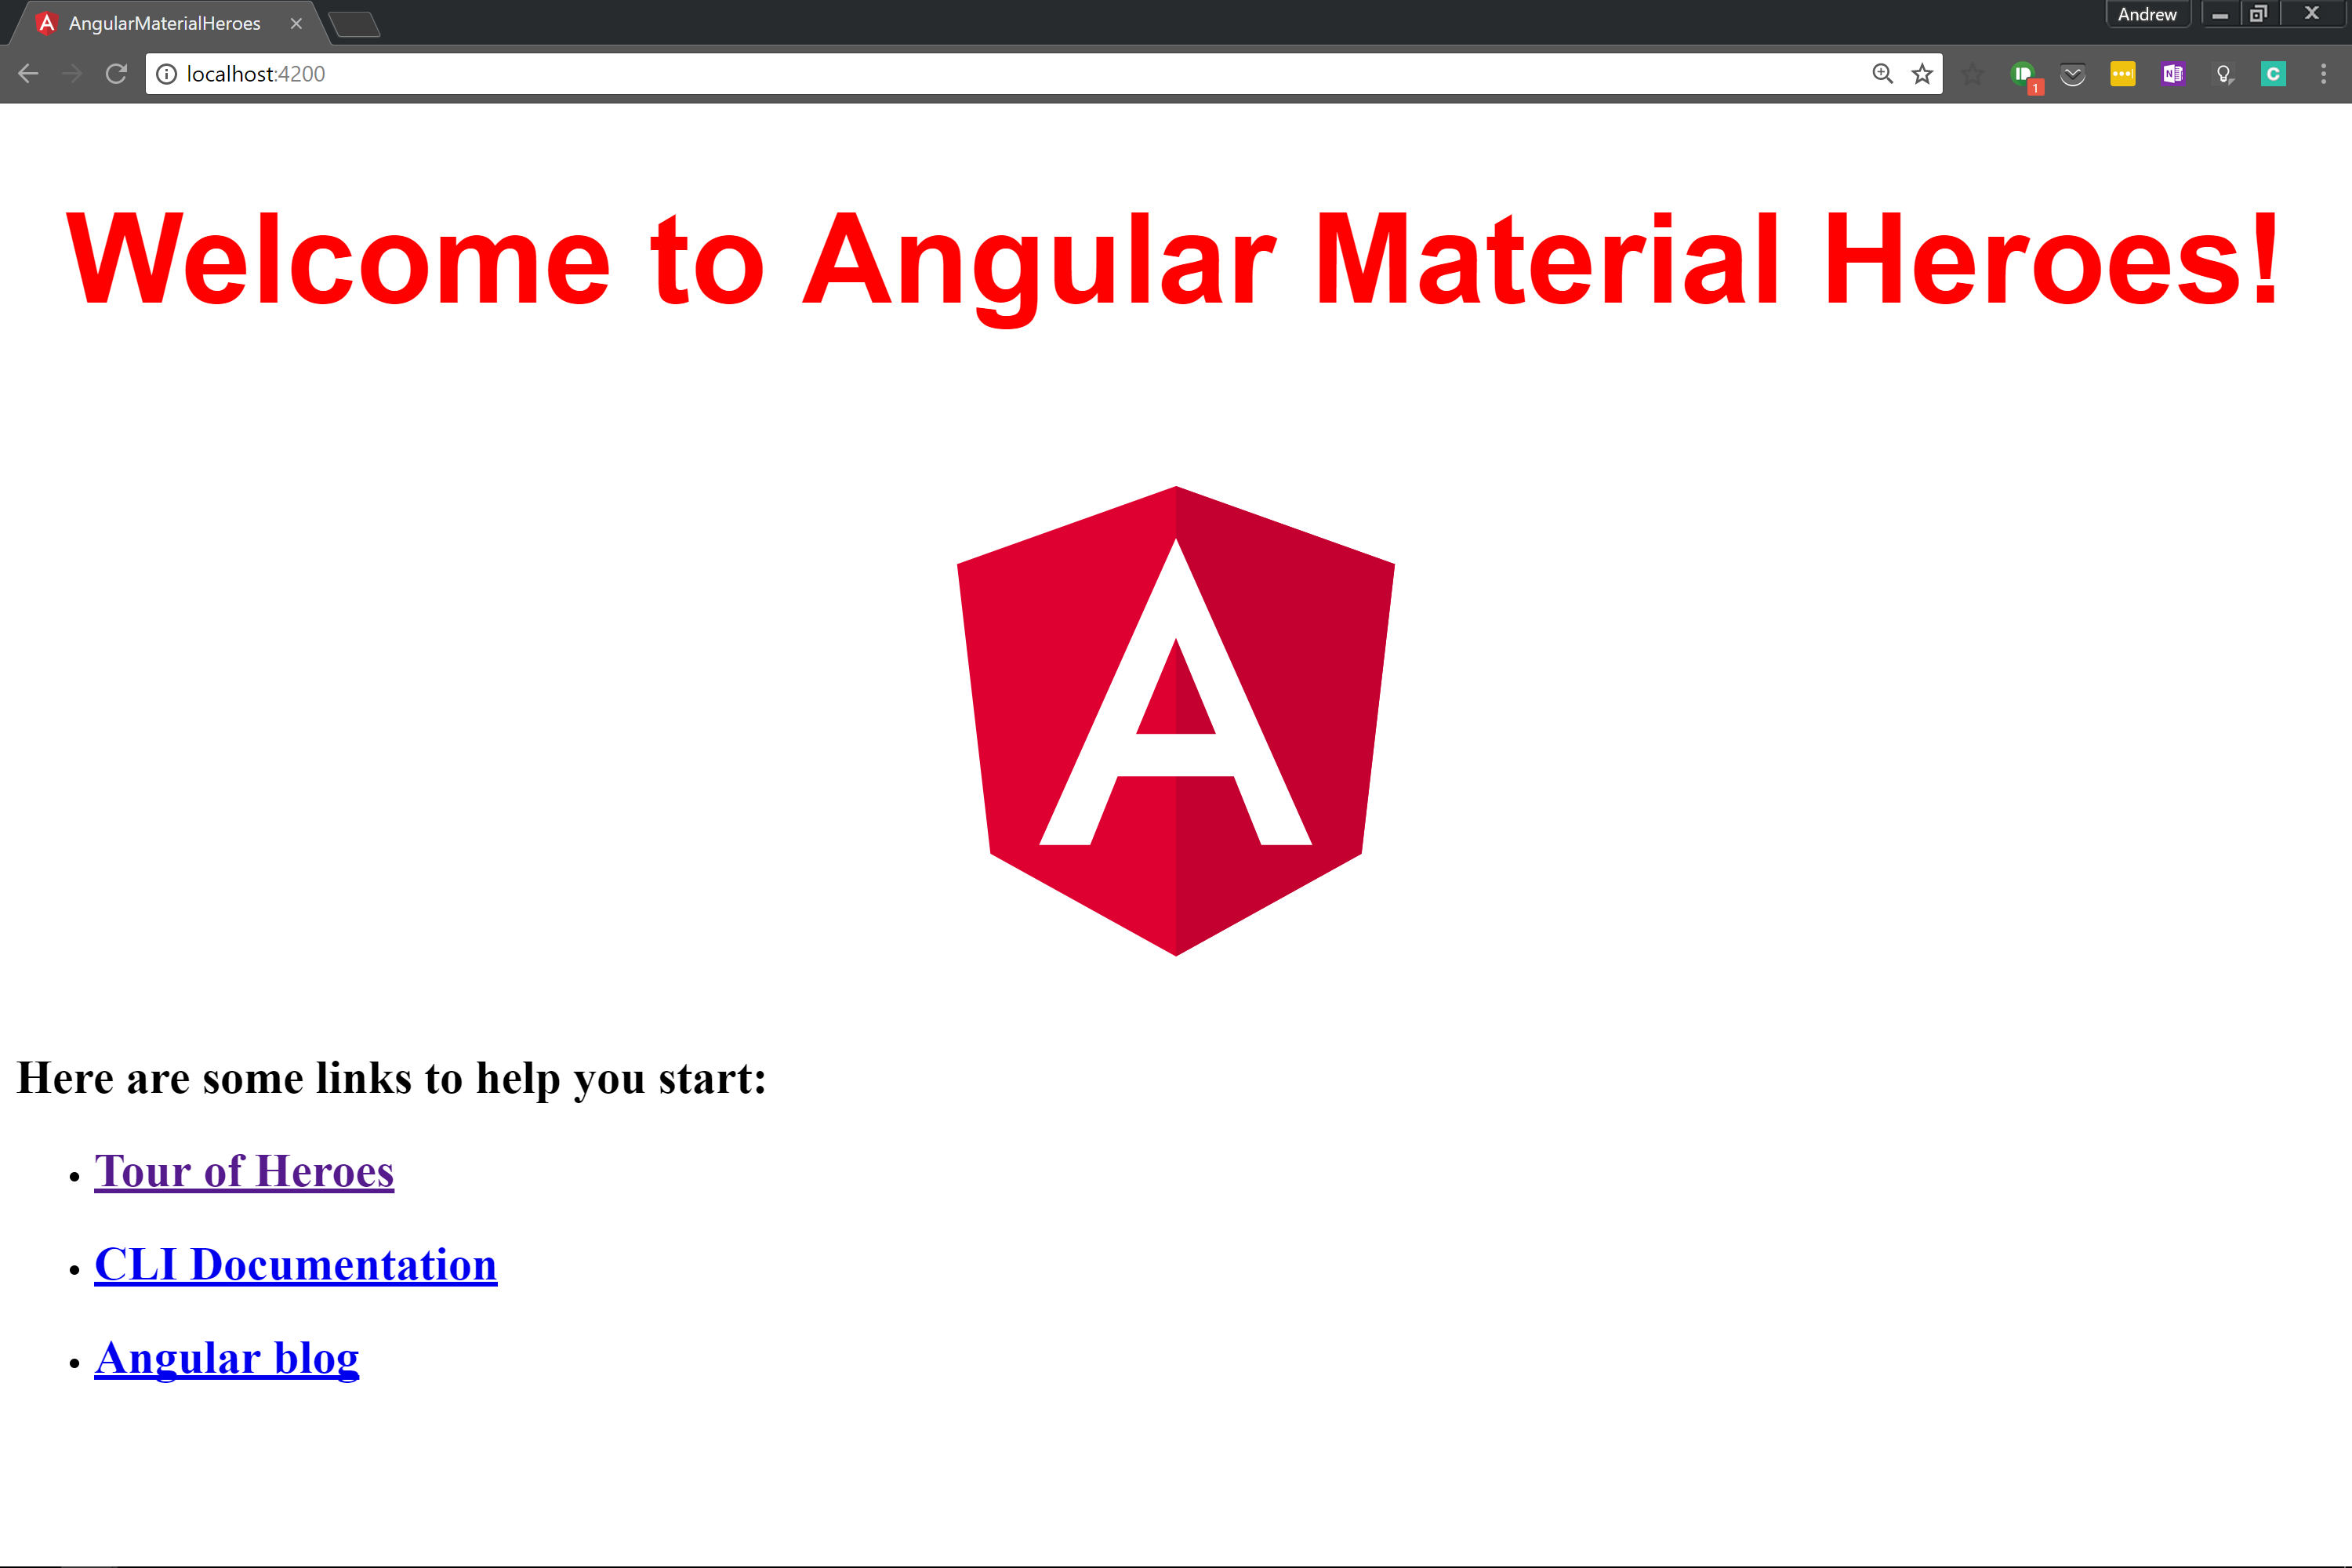 AngularMaterialHeroes
Andrew
localhost:4200
1
N
C
Welcome to Angular Material Heroes!
A
Here are some links to help you start:
Tour of Heroes
CLI Documentation
Angular blog